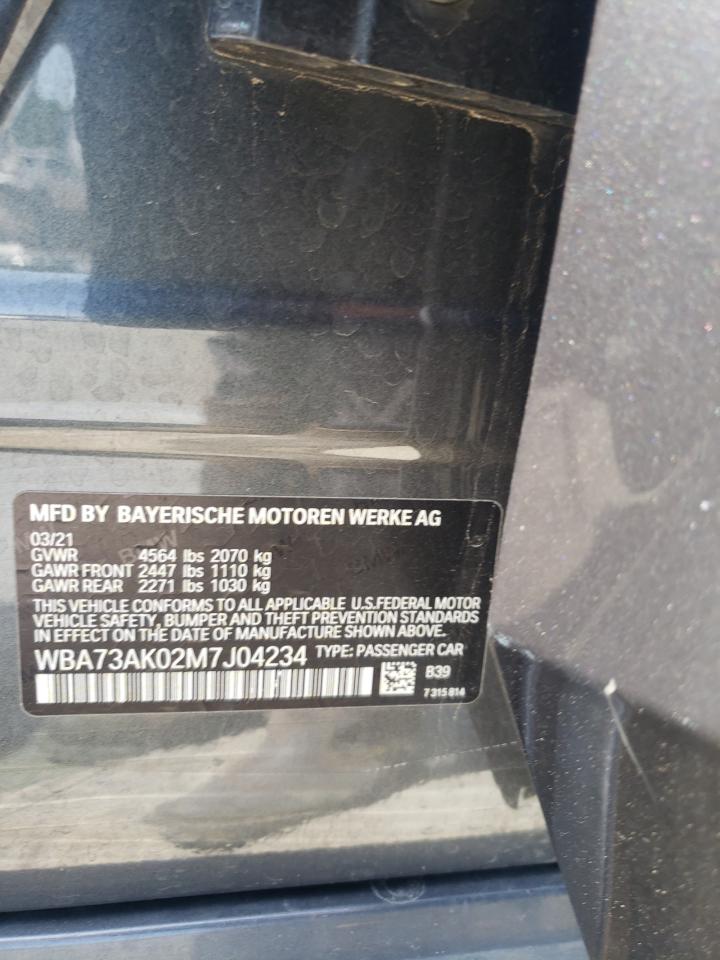 MFD BY BAYERISCHE MOTOREN WERKE AG
03/21
GVWR 4564 lbs 2070 kg
GAWR FRONT 2447 lbs 1110 kg
GAWR REAR 2271 lbs 1030 kg
THIS VEHICLE CONFORMS TO ALL APPLICABLE U.S.FEDERAL MOTOR
VEHICLE SAFETY, BUMPER AND THEFT PREVENTION STANDARDS
IN EFFECT ON THE DATE OF MANUFACTURE SHOWN ABOVE.
WBA73AK02M7J04234 TYPE: PASSENGER CAR
B39
7 315 814